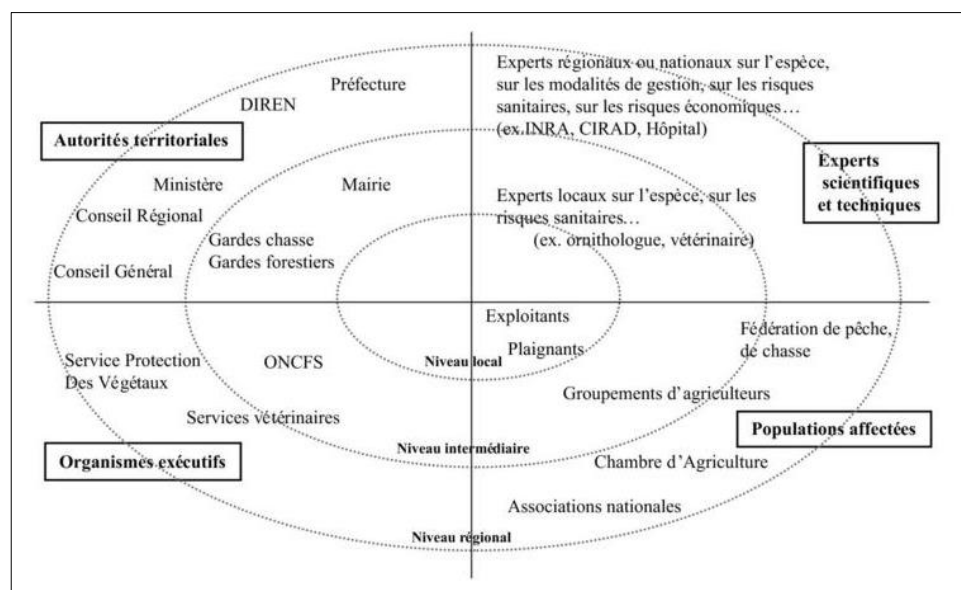 Préfecture
DIREN
Autorités territoriales
Ministère
Mairie
Conseil Régional
Gardes chasse
Gardes forestiers
Conseil Général
Experts régionaux ou nationaux sur l'espèce,
sur les modalités de gestion, sur les risques
sanitaires, sur les risques économiques…
(ex.INRA, CIRAD, Hôpital)
Experts
scientifiques
et techniques
Experts locaux sur l'espèce, sur les
risques sanitaires…
(ex. ornithologue, vétérinaire)
Service Protection
Des Végétaux
ONCFS
Services vétérinaires
Organismes exécutifs
Niveau local
Niveau intermédiaire
Niveau régional
Exploitants
Plaignants
Fédération de pêche,
de chasse
Groupements d'agriculteurs
Populations affectées
Chambre d'Agriculture
Associations nationales